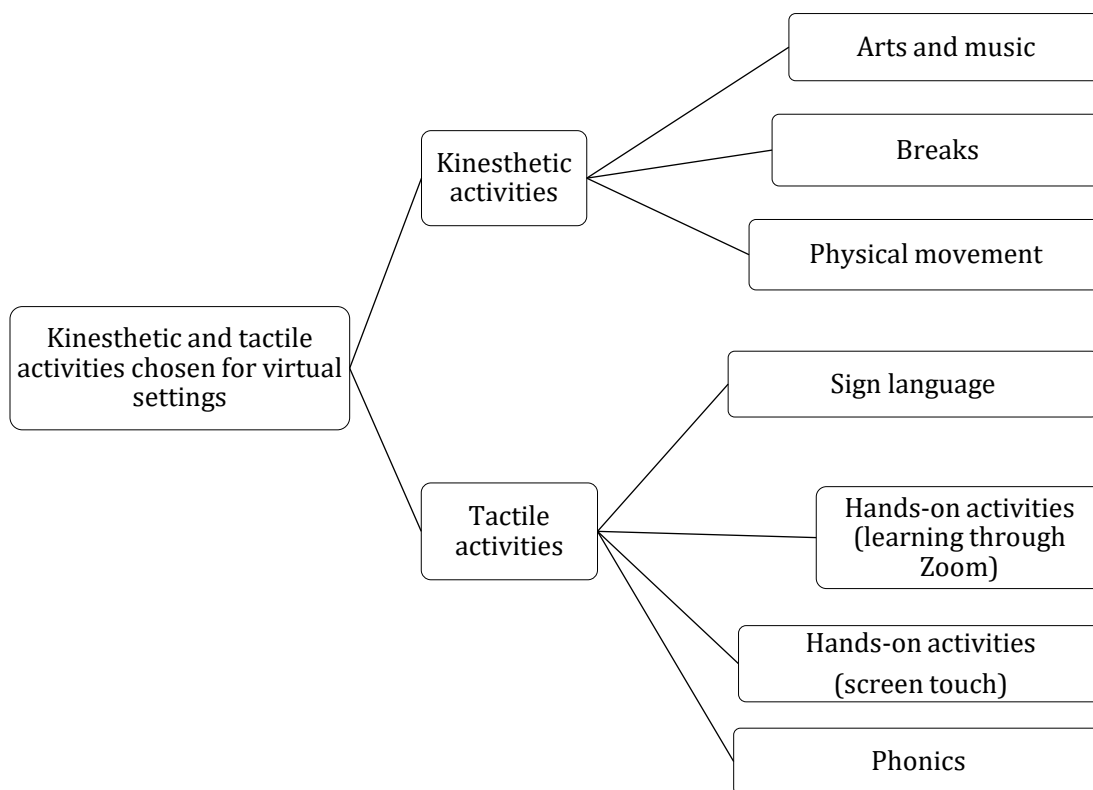 Arts and music
Kinesthetic
activities
Breaks
Physical movement
Kinesthetic and tactile
activities chosen for virtual
settings
Sign language
Tactile
activities
Hands-on activities
(learning through
Zoom)
Hands-on activities
(screen touch)
Phonics